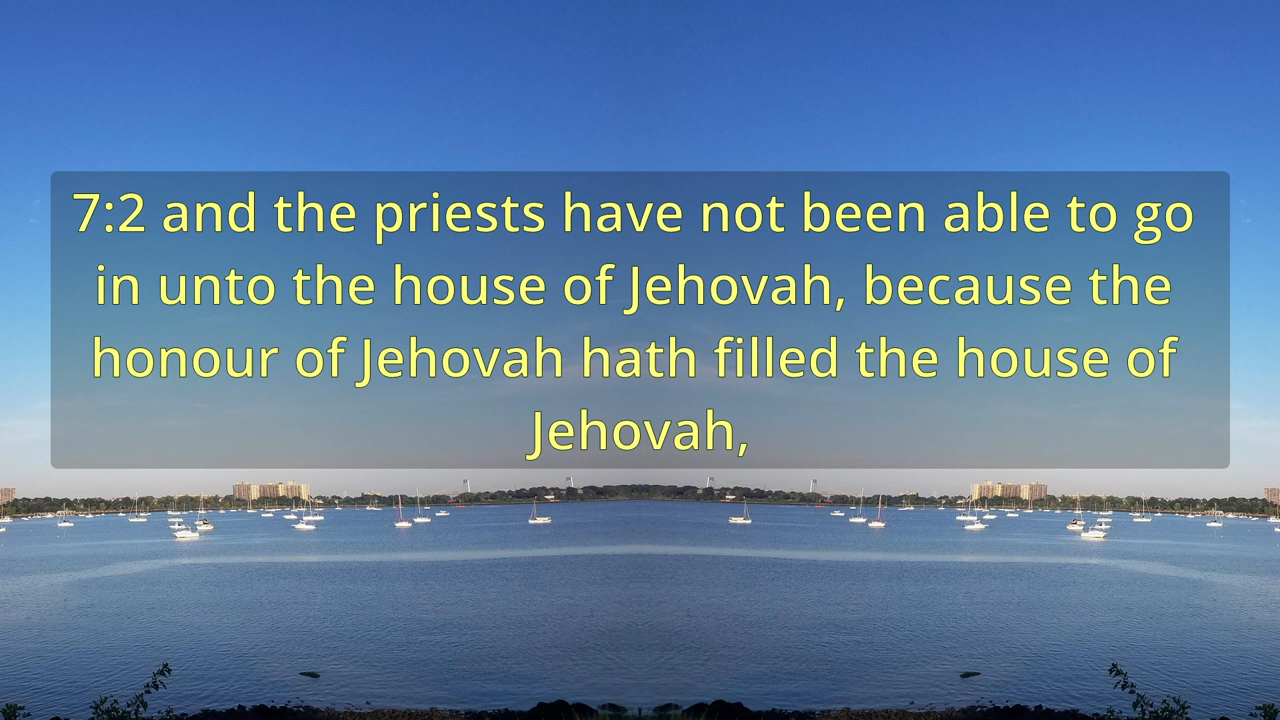 7:2 and the priests have not been able to go
in unto the house of Jehovah, because the
honour of Jehovah hath filled the house of
Jehovah,